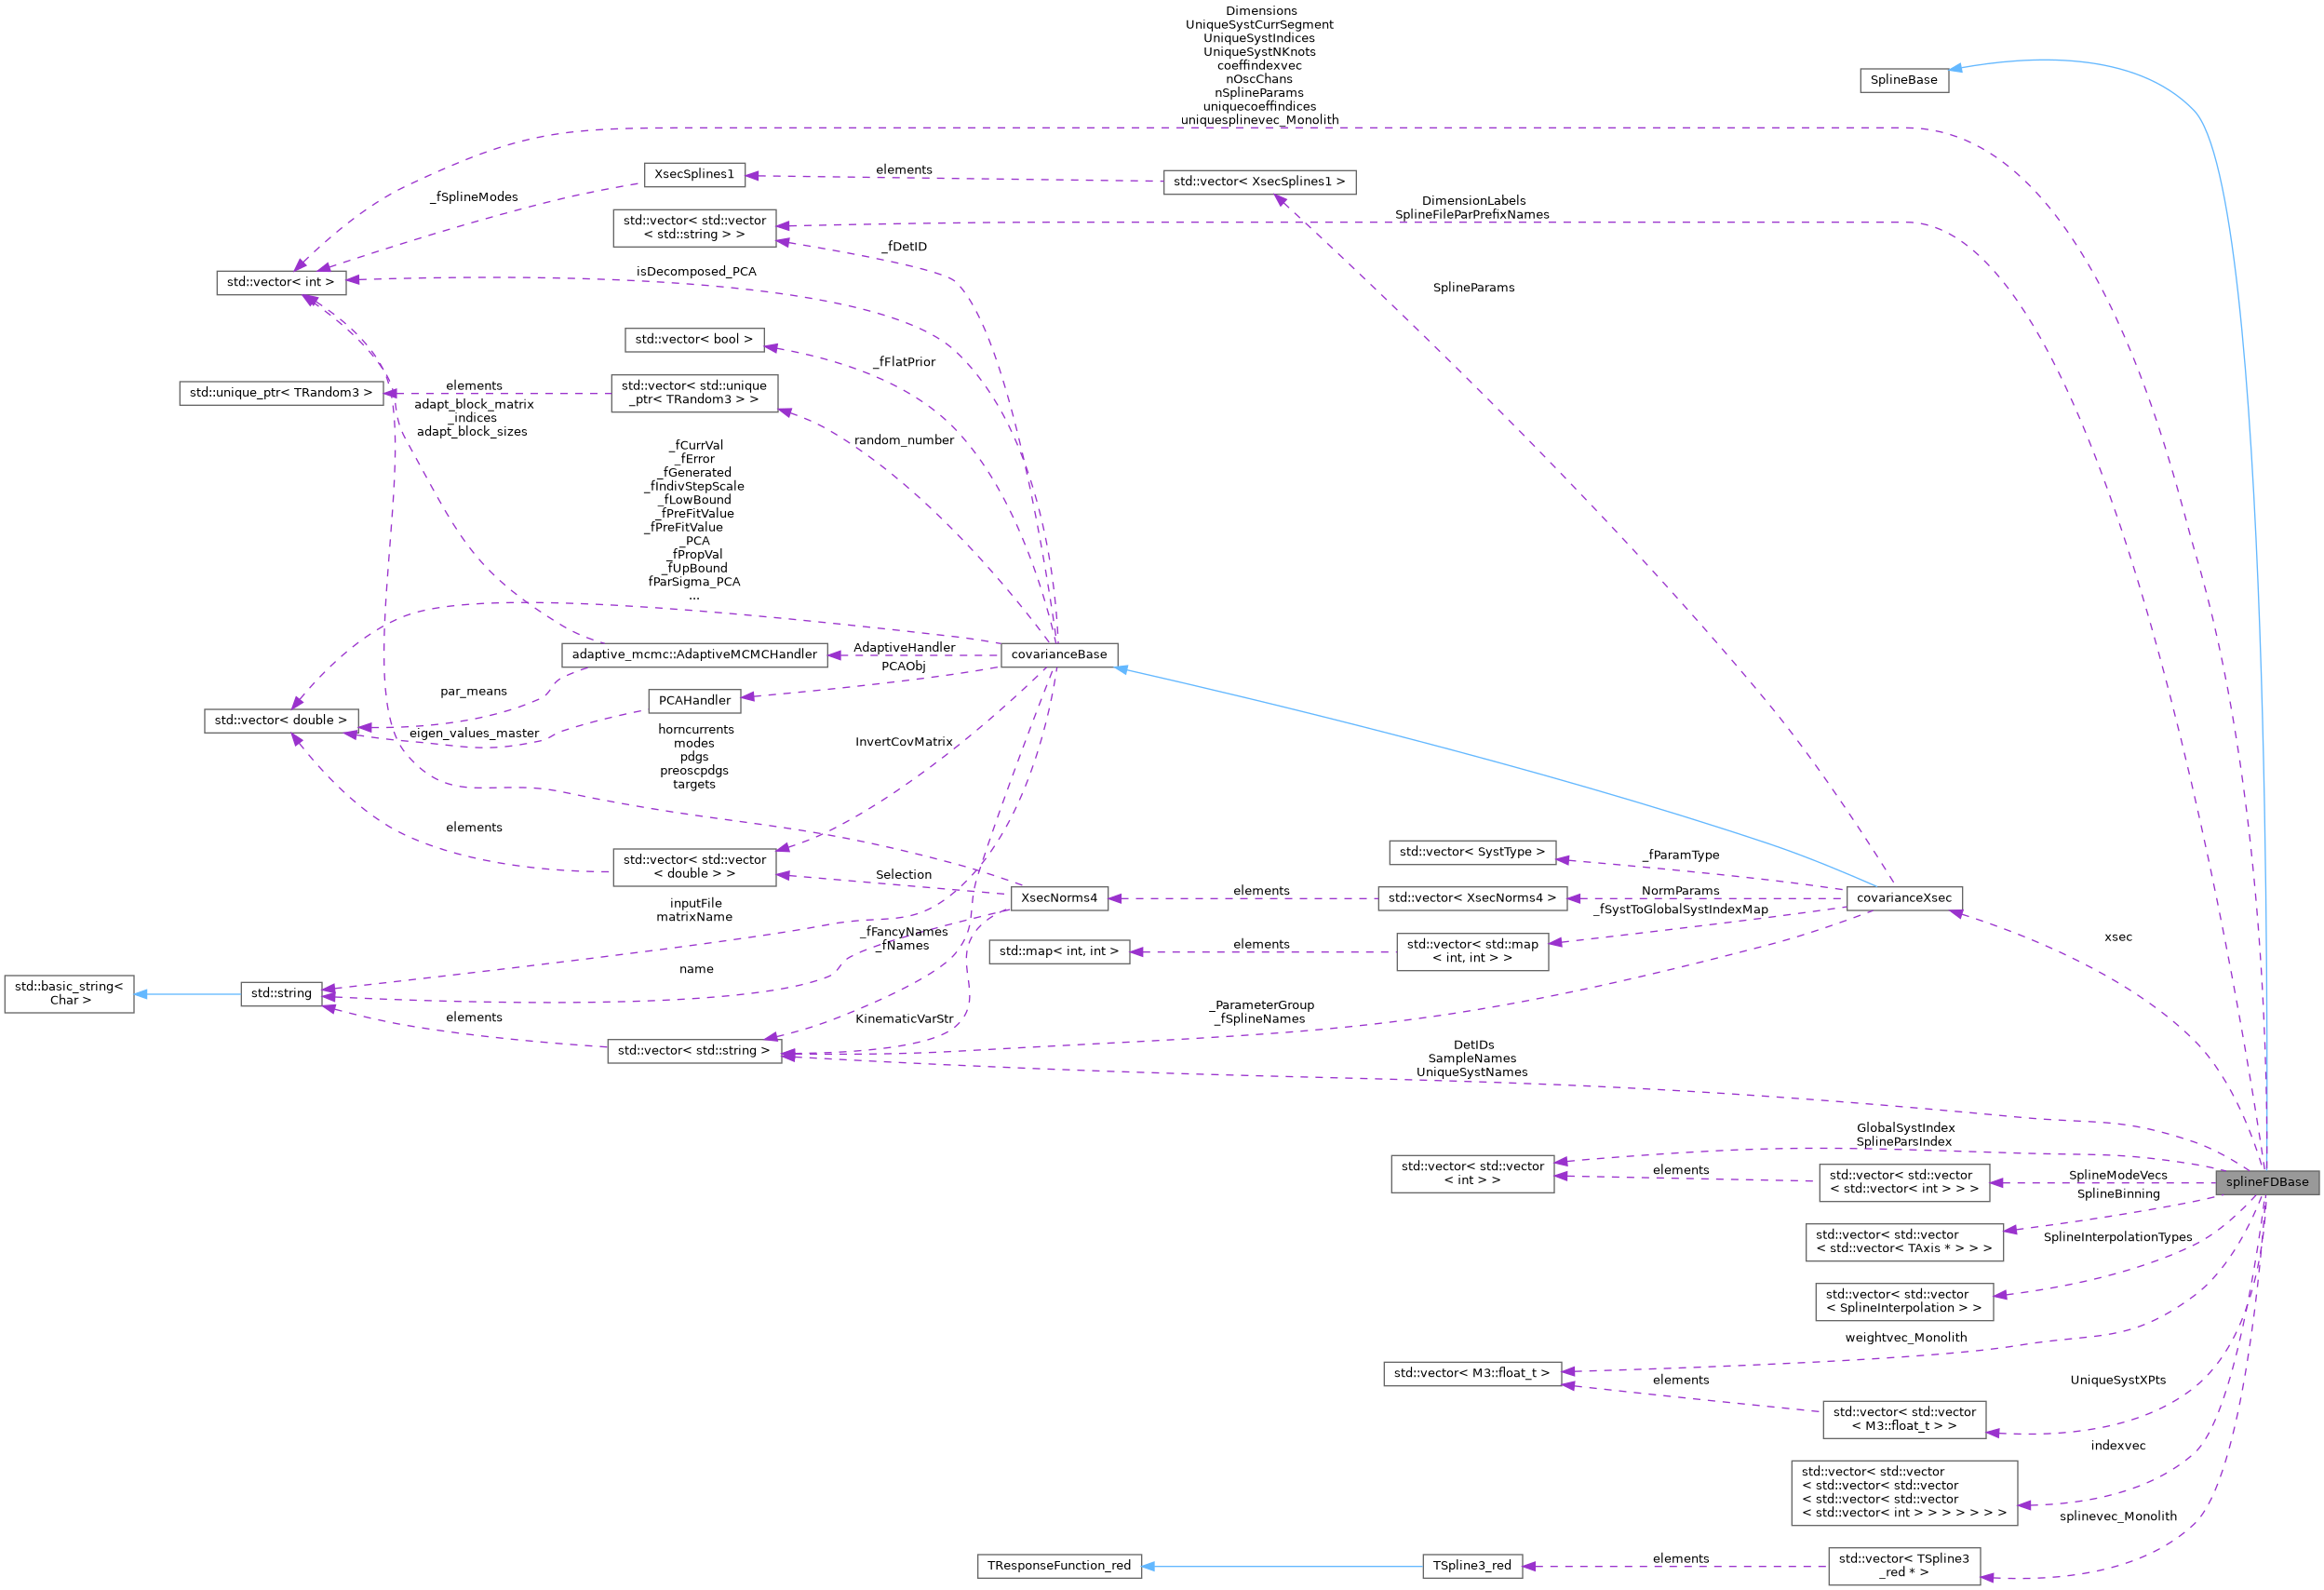 Dimensions
UniqueSystCurrSegment
UniqueSystIndices
UniqueSystNKnots
coeffindexvec
nOscChans
nSplineParams
uniquecoeffindices
uniquesplinevec_Monolith
SplineBase
XsecSplines1
elements
std::vector< XsecSplines1 >
_fSplineModes
std::vector< std::vector
< std::string > >
DimensionLabels
SplineFileParPrefixNames
_fDetID
std::vector< int >
isDecomposed_PCA
SplineParams
std::vector< bool >
_fFlatPrior
std::unique_ptr< TRandom3 >
elements
std::vector< std::unique
_ptr< TRandom3 > >
adapt_block_matrix
_indices
adapt_block_sizes
random_number
_fCurrVal
_fError
_fGenerated
_fIndivStepScale
_fLowBound
_fPreFitValue
_fPreFitValue
_PCA
_fPropVal
_fUpBound
fParSigma_PCA
...
adaptive_mcmc::AdaptiveMCMCHandler
AdaptiveHandler
covarianceBase
PCAObj
par_means
PCAHandler
std::vector< double >
eigen_values_master
horncurrents
modes
pdgs
preoscpdgs
targets
InvertCovMatrix
elements
std::vector< std::vector
< double > >
Selection
XsecNorms4
elements
std::vector< SystType >
_fParamType
std::vector< XsecNorms4 >
NormParams
covarianceXsec
_fSystToGlobalSystIndexMap
inputFile
matrixName
_fFancyNames
_fNames
std::map< int, int >
elements
std::vector< std::map
< int, int > >
xsec
name
std::basic_string<
Char >
std::string
elements
KinematicVarStr
_ParameterGroup
_fSplineNames
std::vector< std::string >
DetIDs
SampleNames
UniqueSystNames
GlobalSystIndex
SplineParsIndex
std::vector< std::vector
< int > >
elements
std::vector< std::vector
< std::vector< int > > >
SplineModeVecs
splineFDBase
SplineBinning
std::vector< std::vector
< std::vector< TAxis * > > >
SplineInterpolationTypes
std::vector< std::vector
< SplineInterpolation > >
weightvec_Monolith
std::vector< M3::float_t >
elements
UniqueSystXPts
std::vector< std::vector
< M3::float_t > >
indexvec
std::vector< std::vector
< std::vector< std::vector
< std::vector< std::vector
< std::vector< int > > > > > > >
splinevec_Monolith
TResponseFunction_red
TSpline3_red
elements
std::vector< TSpline3
_red * >